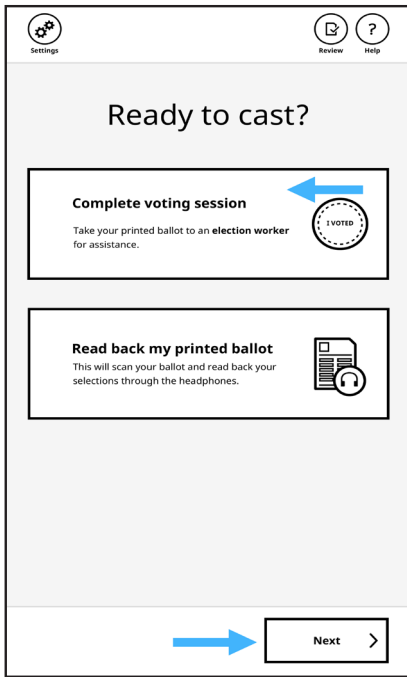 Settings
Review
Help
?
Ready to cast?
Complete voting session
Take your printed ballot to an election worker
for assistance.
I VOTED
Read back my printed ballot
This will scan your ballot and read back your
selections through the headphones.
Next